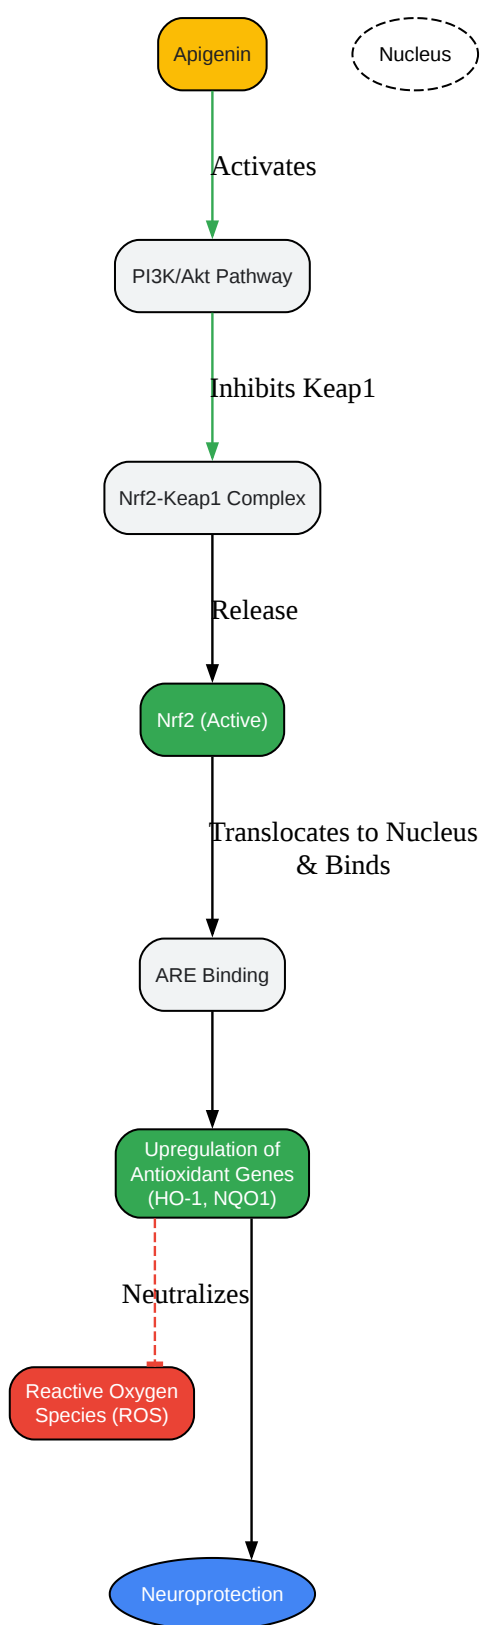 Apigenin
Nucleus
Activates
PI3K/Akt Pathway
Inhibits Keap1
Nrf2-Keap1 Complex
Release
Nrf2 (Active)
Translocates to Nucleus
& Binds
ARE Binding
Upregulation of
Antioxidant Genes
(HO-1, NQO1)
Neutralizes
Reactive Oxygen
Species (ROS)
Neuroprotection